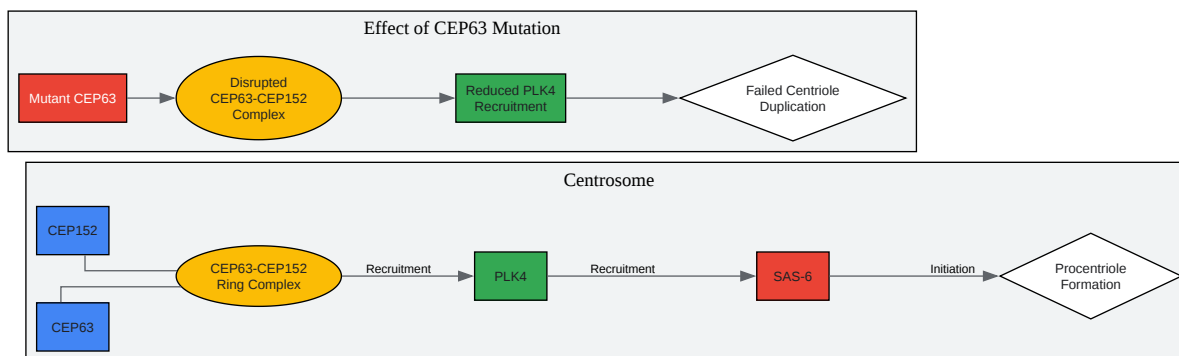 Effect of CEP63 Mutation
Mutant CEP63
Disrupted
CEP63-CEP152
Complex
Reduced PLK4
Recruitment
Failed Centriole
Duplication
Centrosome
CEP152
CEP63
CEP63-CEP152
Ring Complex
Recruitment
PLK4
Recruitment
SAS-6
Initiation
Procentriole
Formation